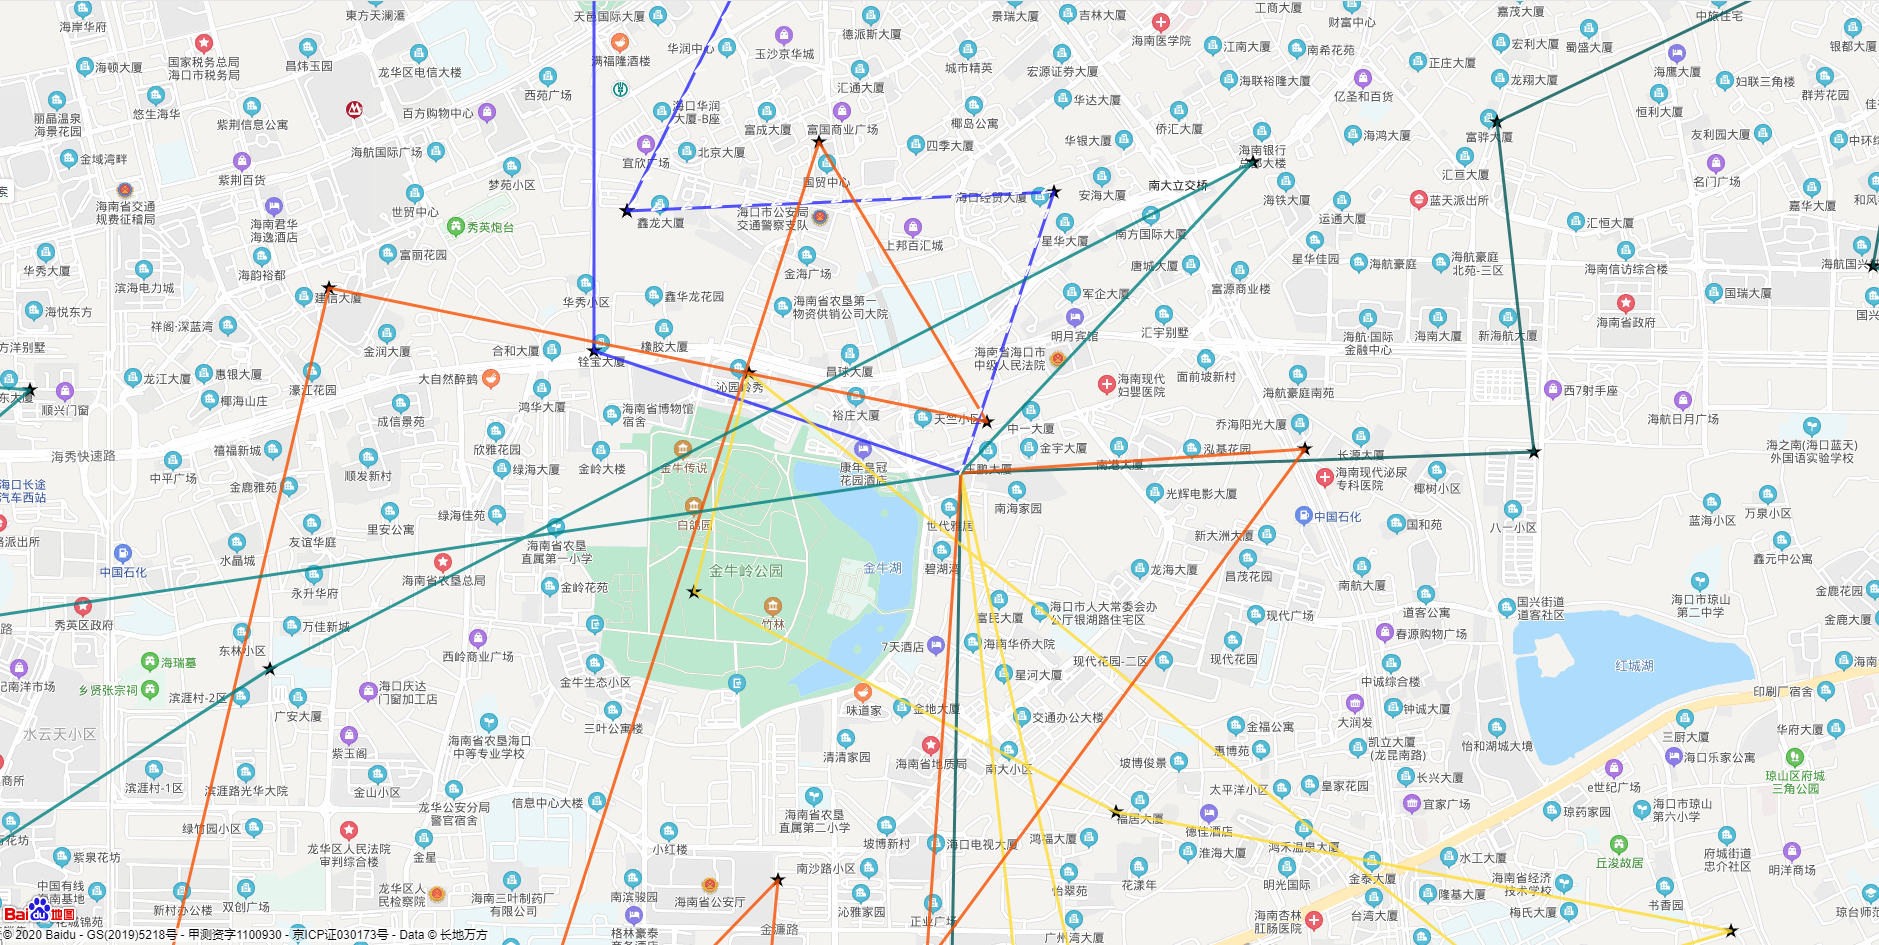 海岸华府
東方天澜滙
天邑国际大厦
德派斯大厦
景瑞大厦
吉林大厦
工商大厦
财富中心
嘉茂大厦
中旅住宅
国家税务总局
海口市税务局
昌炜玉园
龙华区电信大楼
满福隆酒楼
华润中心
玉沙京华城
城市精英
宏源证券大厦
海南医学院
江南大厦
南希花苑
宏利大厦
蜀盛大厦
银都大厦
海顿大厦
西苑广场
汇通大厦
海联裕隆大厦
正庄大厦
龙翔大厦
海鹰大厦
妇联三角楼
丽晶温泉
海景花园
悠生海华
紫荆信息公寓
百方购物中心
海口华润
大厦-B座
富成大厦
富国商业广场
椰岛公寓
华达大厦
侨汇大厦
亿圣和百货
恒利大厦
群芳花园
金域湾畔
紫荆百货
海航国际广场
梦苑小区
宜欣广场
北京大厦
国贸中心
四季大厦
华银大厦
海南银行
海鸿大厦
富骅大厦
汇亘大厦
友利园大厦
名门广场
中环
海南省交通
规费征稽局
海南君华
海逸酒店
世贸中心
秀英炮台
鑫龙大厦
海口市公安局
交通警察支队
上邦百汇城
海口经贸大厦
安海大厦
南大立交桥
海铁大厦
运通大厦
蓝天派出所
汇恒大厦
嘉华大厦
和风
华秀大厦
滨海电力城
海韵裕都
富丽花园
金海广场
星华大厦
南方国际大厦
唐城大厦
富源商业楼
星华佳园
海航豪庭
海航豪庭
北苑-三区
海南信访综合楼
海航国兴
海悦东方
祥阁·深蓝湾
建信大厦
华秀小区
鑫华龙花园
海南省农垦第一
物资供销公司大院
军企大厦
明月宾馆
汇宇别墅
海航·国际
金融中心
海南大厦
新海航大厦
海南省政府
国瑞大厦
国兴
方洋别墅
金润大厦
合和大厦
铨宝大厦
橡胶大厦
昌球大厦
海南省海口市
中级人民法院
面前坡新村
龙江大厦
惠银大厦
濠江花园
大自然醉鹅
沁园龄秀
海南现代
妇婴医院
海航豪庭南苑
西7射手座
海航日月广场
东大厦
顺兴门窗
椰海山庄
成信景苑
鸿华大厦
海南省博物馆
宿舍
裕庄大厦
天竺小区
中一大厦
金宇大厦
乔海阳光大厦
海秀快速路
禧福新城
中平广场
顺发新村
欣雅花园
绿海大厦
金岭大楼
金牛传说
康年皇冠
花园酒店
玉鹏大厦
南港大厦
泓基花园
长源大厦
海南现代泌尿
专科医院
椰树小区
海之南(海口蓝天)
外国语实验学校
海口长途
汽车西站
金鹿雅苑
里安公寓
绿海佳苑
白鸽园
世代雅居
南海家园
光辉电影大厦
中国石化
国和苑
八一小区
蓝海小区
万泉小区
路派出所
中国石化
水晶城
友谊华庭
海南省农垦总局
海南省农垦
直属第一小学
金牛岭公园
金牛湖
碧湖湾
龙海大厦
新大洲大厦
昌茂花园
南航大厦
鑫元中公寓
秀英区政府
路
永升华府
金岭花苑
竹林
富民大厦
海口市人大常委会办
公厅银湖路住宅区
现代广场
道客公寓
国兴街道
道客社区
海口市琼山
第二中学
金鹿花园
金鹿大厦
万佳新城
东林小区
海瑞墓
乡贤张宗祠
西岭商业广场
7天酒店
海南华侨大院
现代花园-二区
现代花园
春源购物广场
红城湖
海南
纪南洋市场
滨涯村-2区
广安大厦
海口庆达
门窗加工店
金牛生态小区
味道家
金地大厦
星河大厦
中诚综合楼
印刷厂宿舍
水云天小区
紫玉阁
海南省农垦海口
中等专业学校
三叶公寓楼
清清家园
交通办公大楼
金福公寓
大润发
钟诚大厦
三厨大厦
华府大厦
商所
滨涯村-1区
滨涯路光华大院
金山小区
龙华公安分局
警官宿舍
信息中心大楼
海南省地质局
南大小区
坡博俊景
惠博苑
凯立大厦
(龙昆南路)
怡和湖城大境
海口乐家公寓
琼山区府城
三角公园
花坊
绿竹园小区
龙华区人民法院
审判综合楼
金星
小红楼
海南省农垦
直属第二小学
坡博新村
海口电视大厦
鸿福大厦
福居大厦
德佳酒店
太平洋小区
皇家花园
长兴大厦
宜家广场
e世纪广场
琼药家园
海口市琼山
第六小学
紫泉花坊
中国有线
双创广场
新村办公楼
龙华区人
民检察院
海南三叶制药厂
有限公司
南滨骏园
格林豪泰
海南省公安厅
南沙路小区
沁雅家园
金濂路
正业广场
怡翠苑
花漾年
淮海大厦
鸿禾温泉大厦
明光国际
金泰大厦
水工大厦
丘浚故居
府城街道
忠介社区
明洋商场
海南省经济
技术学校
隆基大厦
书香园
广州湾大厦
海南杏林
肛肠医院
台湾大厦
梅氏大厦
琼台师范
Baidu地图
© 2020 Baidu - GS(2019)5218号 - 甲测资字1100930 - 京ICP证030173号 - Data © 长地万方